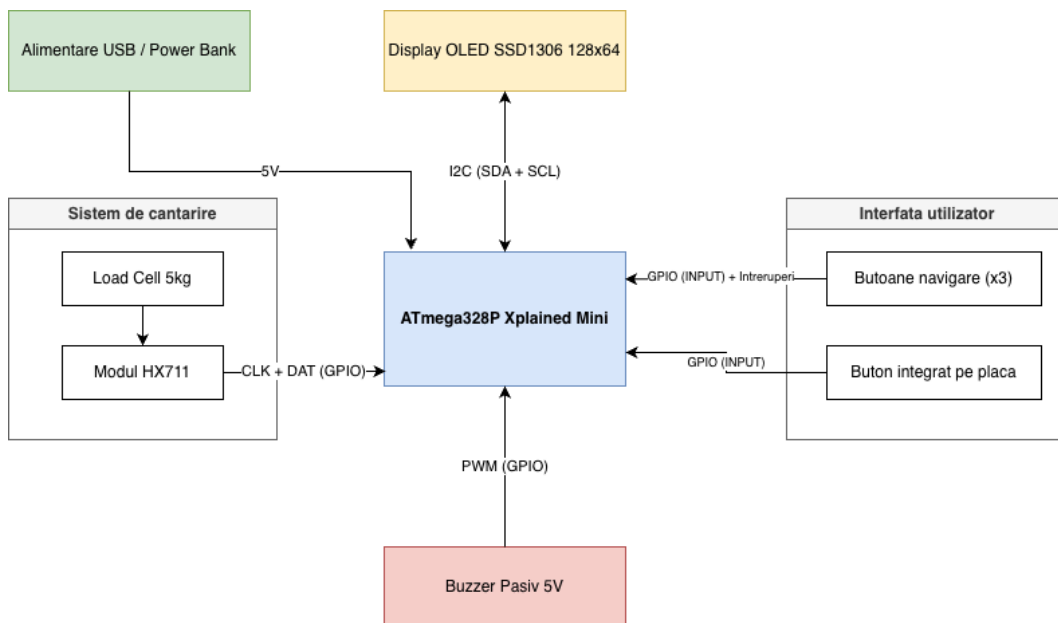 Alimentare USB / Power Bank
Display OLED SSD1306 128x64
5V
I2C (SDA + SCL)
Sistem de cantarire
Load Cell 5kg
Modul HX711
CLK + DAT (GPIO)
ATmega328P Xplained Mini
Interfata utilizator
GPIO (INPUT) + Intreruperi
Butoane navigare (x3)
GPIO (INPUT)
Buton integrat pe placa
PWM (GPIO)
Buzzer Pasiv 5V